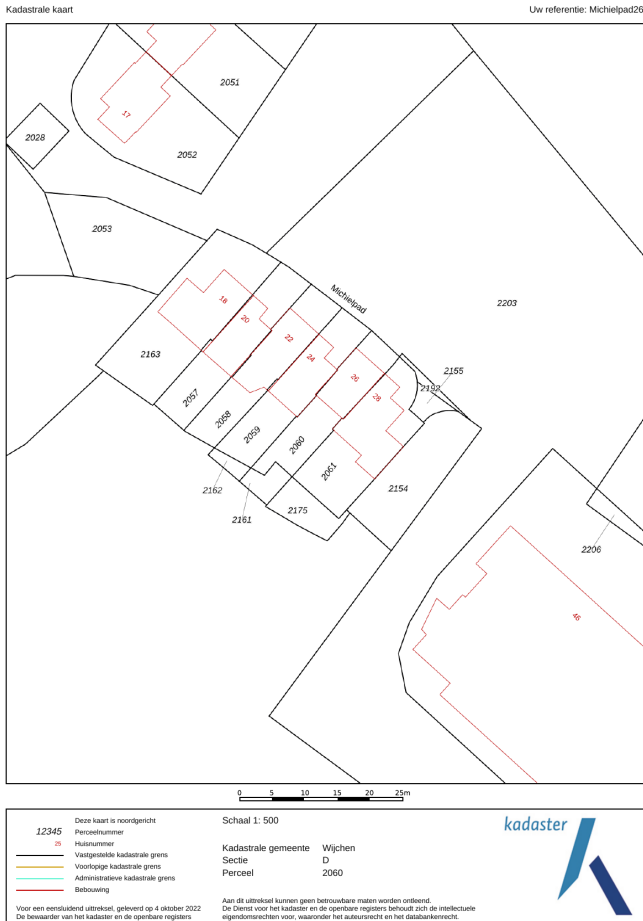 Kadastrale kaart
Uw referentie: Michielpad26
2051
17
2028
2052
2053
Michielpad
2203
18
20
22
24
26
28
2163
2155
2192
2057
2058
2059
2060
2061
2162
2161
2175
2154
2206
46
0 5 10 15 20 25m
Deze kaart is noordgericht
12345 Perceelnummer
25 Huisnummer
Vastgestelde kadastrale grens
Voorlopige kadastrale grens
Administratieve kadastrale grens
Bebouwing
Voor een eensluidend uittreksel, geleverd op 4 oktober 2022
De bewaarder van het kadaster en de openbare registers
Schaal 1: 500
Kadastrale gemeente Wijchen
Sectie D
Perceel 2060
Aan dit uittreksel kunnen geen betrouwbare maten worden ontleend.
De Dienst voor het kadaster en de openbare registers behoudt zich de intellectuele
eigendomsrechten voor, waaronder het auteursrecht en het databankenrecht.
kadaster